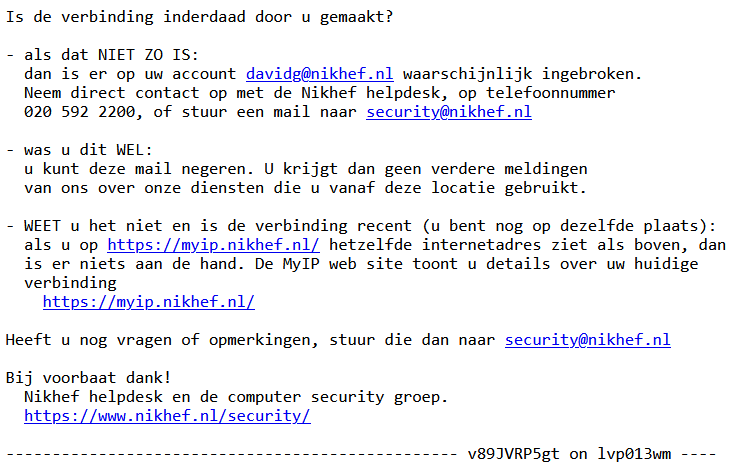 Is de verbinding inderdaad door u gemaakt?

- als dat NIET ZO IS:
  dan is er op uw account davidg@nikhef.nl waarschijnlijk ingebroken.
  Neem direct contact op met de Nikhef helpdesk, op telefoonnummer
  020 592 2200, of stuur een mail naar security@nikhef.nl

- was u dit WEL:
  u kunt deze mail negeren. U krijgt dan geen verdere meldingen
  van ons over onze diensten die u vanaf deze locatie gebruikt.

- WEET u het niet en is de verbinding recent (u bent nog op dezelfde plaats):
  als u op https://myip.nikhef.nl/ hetzelfde internetadres ziet als boven, dan
  is er niets aan de hand. De MyIP web site toont u details over uw huidige
  verbinding
    https://myip.nikhef.nl/

Heeft u nog vragen of opmerkingen, stuur die dan naar security@nikhef.nl

Bij voorbaat dank!
  Nikhef helpdesk en de computer security groep.
  https://www.nikhef.nl/security/

------------------------------------------------- v89JVRP5gt on lvp013wm ----